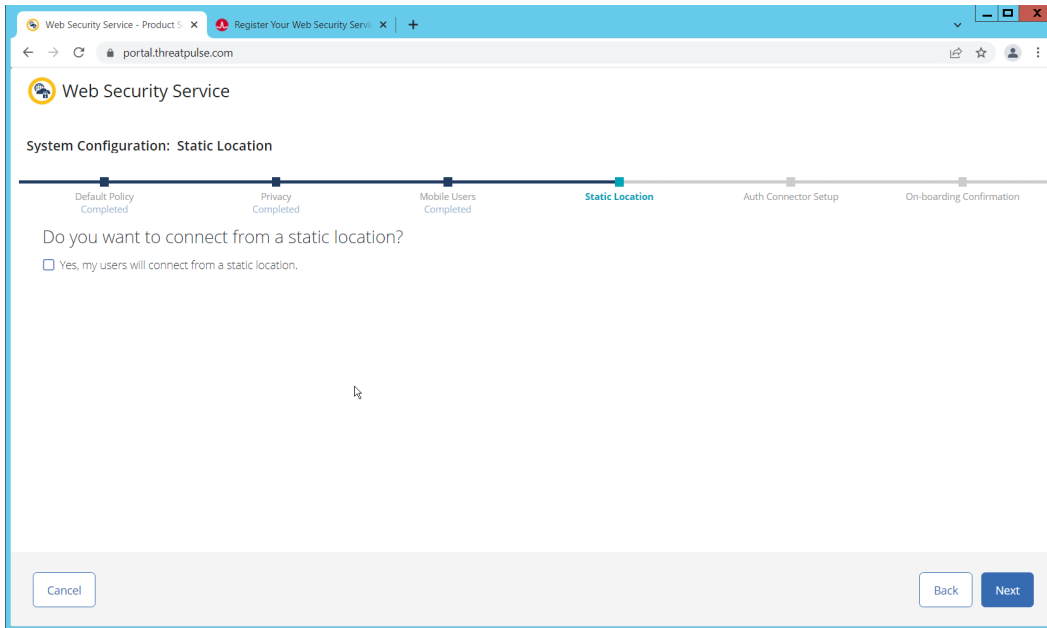 Web Security Service - Product S
Register Your Web Security Servi
portal.threatpulse.com
Web Security Service
System Configuration: Static Location
Default Policy
Completed
Privacy
Completed
Mobile Users
Completed
Static Location
Auth Connector Setup
On-boarding Confirmation
Do you want to connect from a static location?
Yes, my users will connect from a static location.
Cancel
Back
Next